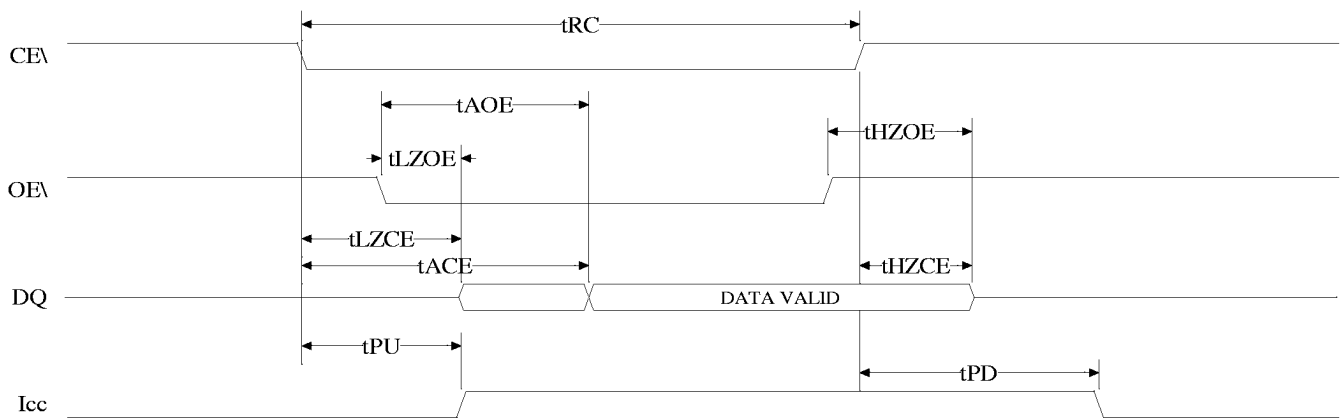 tRC
CE\
tAOE
tHZOE
tLZOE
OE\
tLZCE
tACE
tHZCE
DQ
DATA VALID
tPU
tPD
Icc